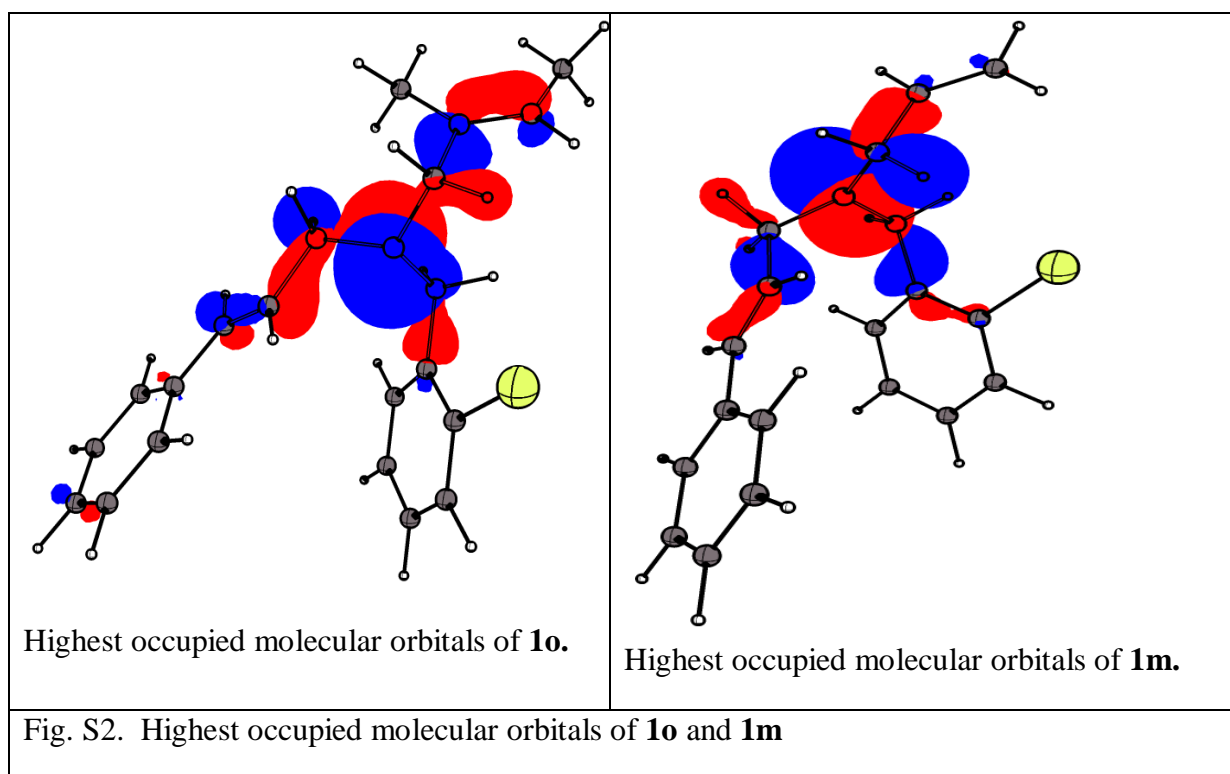 Highest occupied molecular orbitals of 1o.
Highest occupied molecular orbitals of 1m.
Fig. S2. Highest occupied molecular orbitals of 1o and 1m